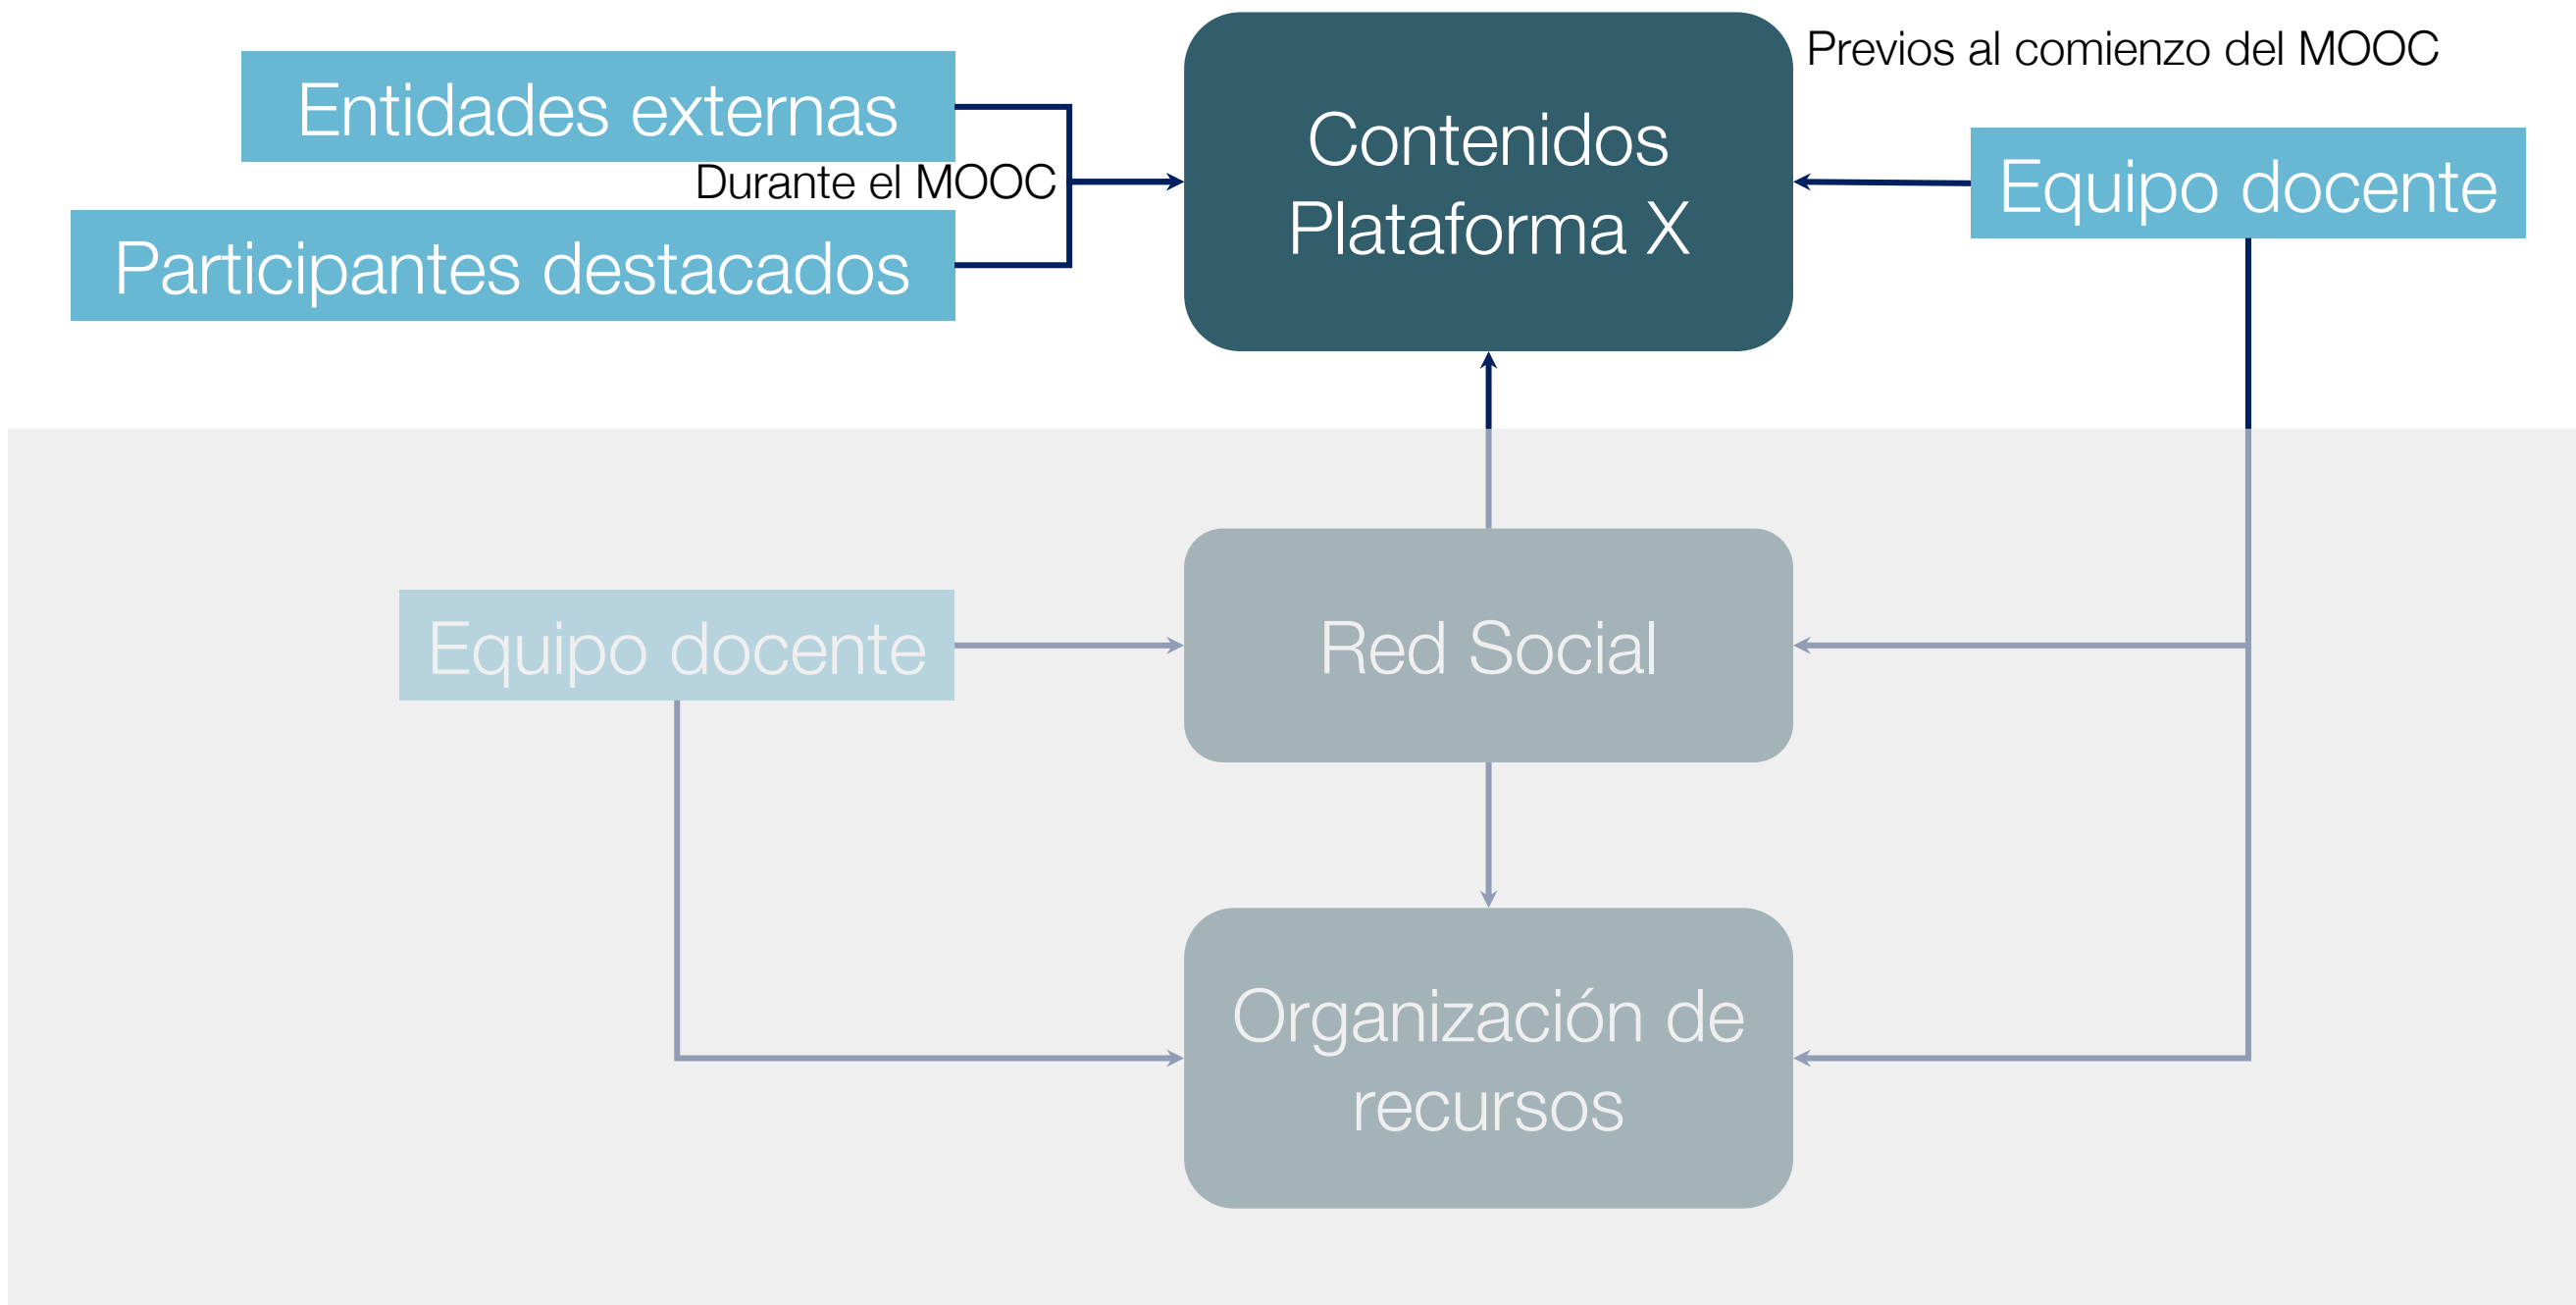 Previos al comienzo del MOOC
Entidades externas
Durante el MOOC
Participantes destacados
Contenidos
Plataforma X
Equipo docente
Equipo docente
Red Social
Organización de
recursos